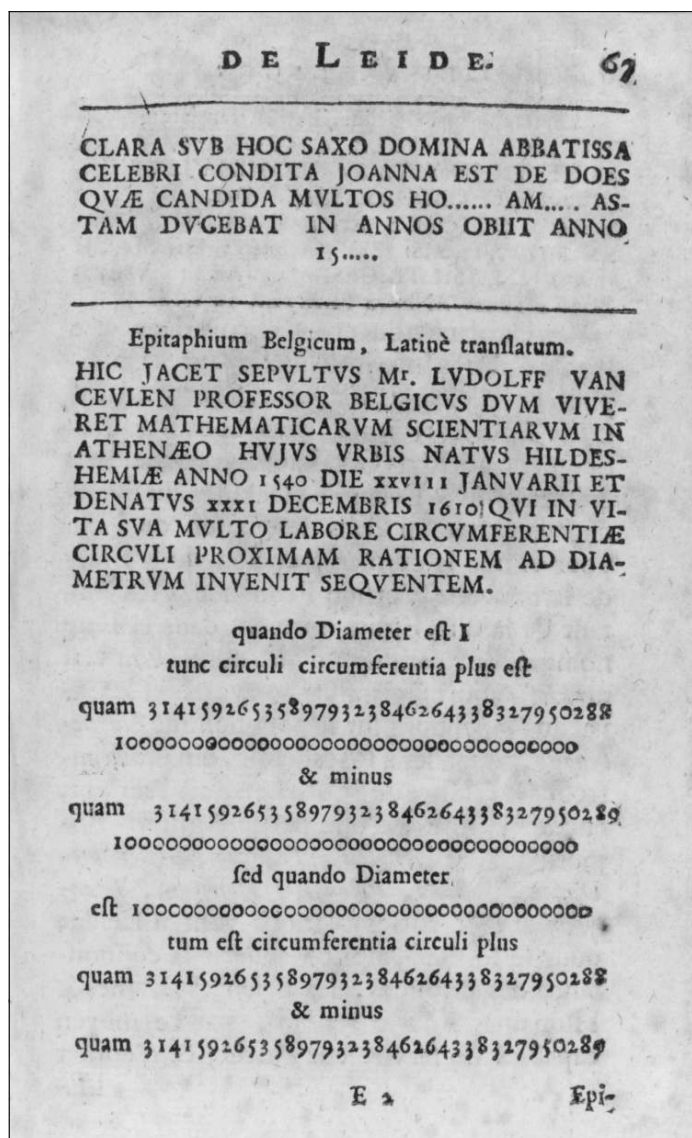 DE LEIDE. 67
CLARA SVB HOC SAXO DOMINA ABBATISSA
CELEBRI CONDITA JOANNA EST DE DOES
QVÆ CANDIDA MVLTOS HO...... AM..... AS-
TAM DVCEBAT IN ANNOS OBIIT ANNO
15.....
Epitaphium Belgicum, Latinè tranſlatum.
HIC JACET SEPVLTVS Mr. LVDOLFF VAN
CEVLEN PROFESSOR BELGICVS DVM VIVE-
RET MATHEMATICARVM SCIENTIARVM IN
ATHENÆO HVJVS VRBIS NATVS HILDES-
HEMIÆ ANNO 1540 DIE XXVIII JANVARII ET
DENATVS XXXI DECEMBRIS 1610 QVI IN VI-
TA SVA MVLTO LABORE CIRCVMFERENTIÆ
CIRCVLI PROXIMAM RATIONEM AD DIA-
METRVM INVENIT SEQVENTEM.
quando Diameter eſt I
tunc circuli circumferentia plus eſt
quam 314159265358979323846264338327950288
100000000000000000000000000000000000
& minus
quam 314159265358979323846264338327950289
100000000000000000000000000000000000
ſed quando Diameter
eſt 100000000000000000000000000000000000
tum eſt circumferentia circuli plus
quam 314159265358979323846264338327950288
& minus
quam 314159265358979323846264338327950289
E 2 Epi-